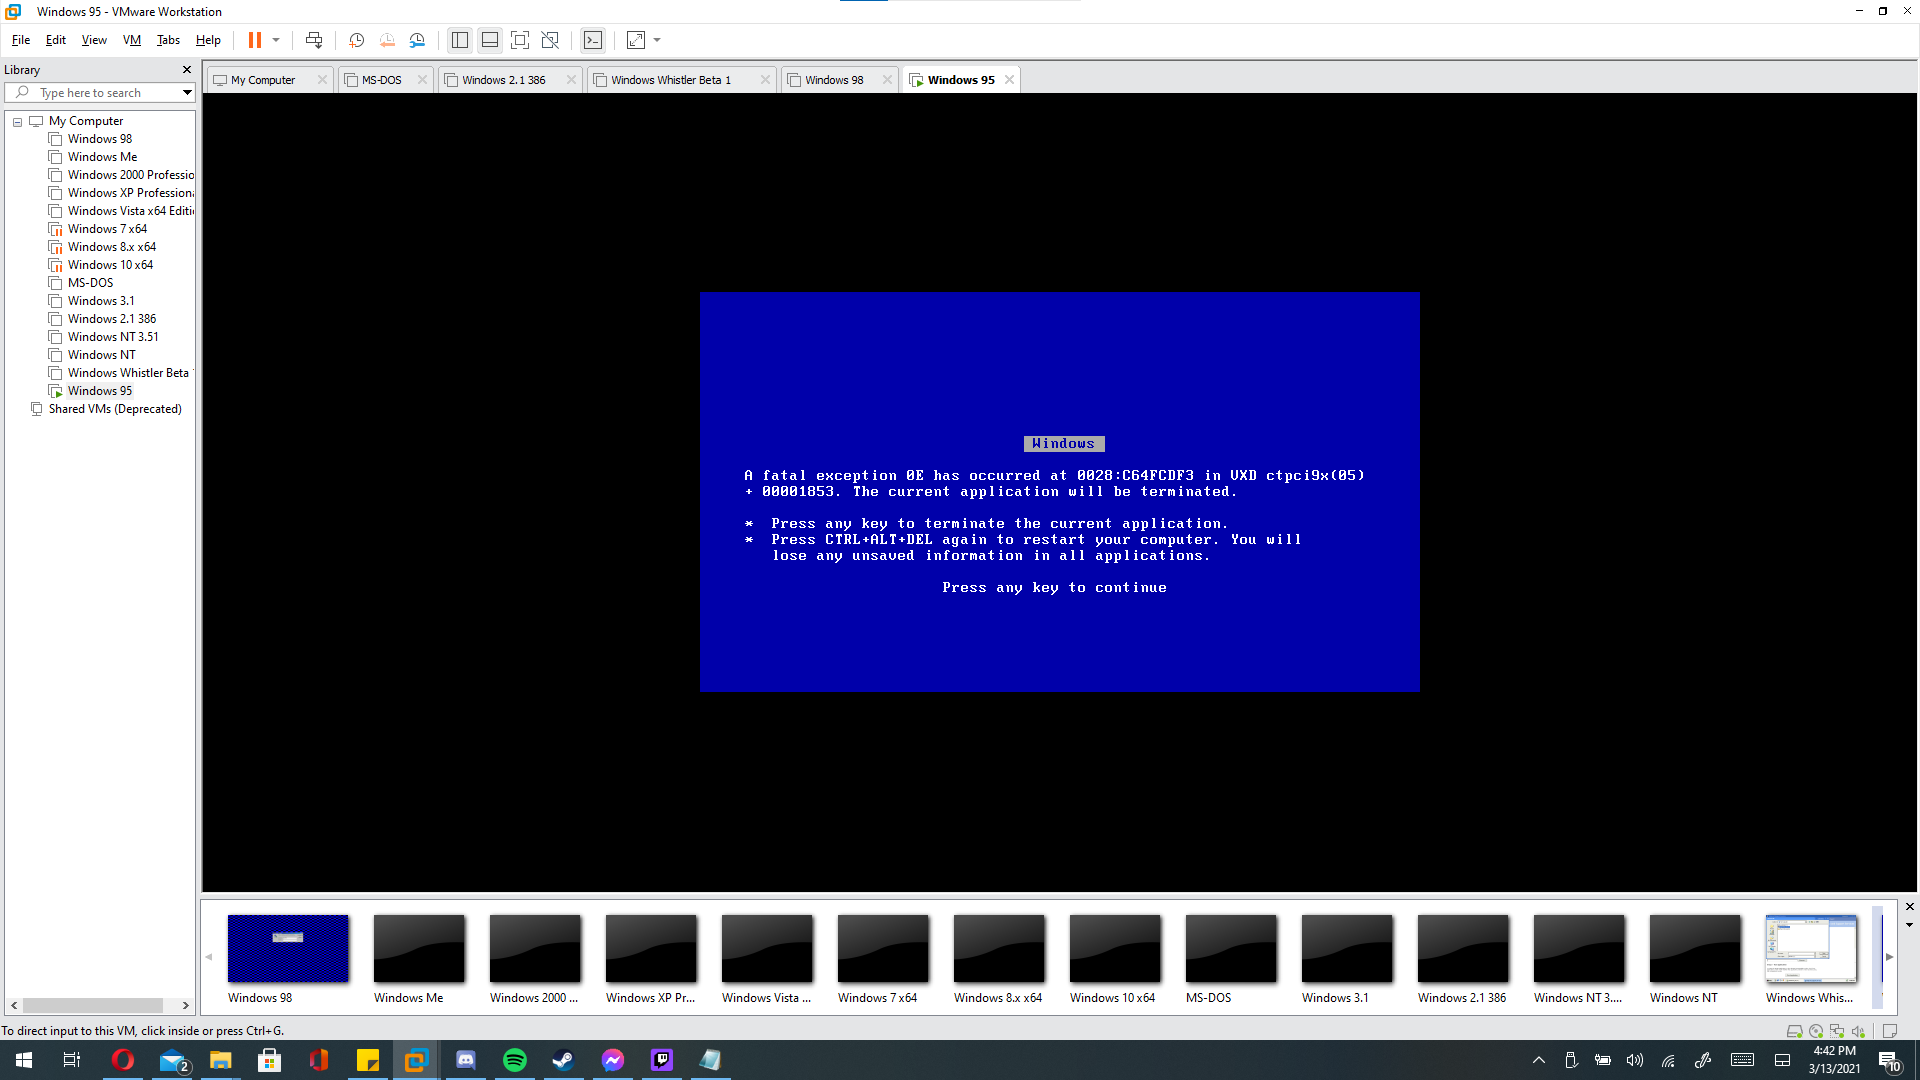 Windows 95 - VMware Workstation
File Edit View VM Tabs Help
Library
Type here to search
My Computer
Windows 98
Windows Me
Windows 2000 Professio
Windows XP Professiona
Windows Vista x64 Editi
Windows 7 x64
Windows 8.x x64
Windows 10 x64
MS-DOS
Windows 3.1
Windows 2.1 386
Windows NT 3.51
Windows NT
Windows Whistler Beta
Windows 95
Shared VMs (Deprecated)
My Computer MS-DOS Windows 2.1 386 Windows Whistler Beta 1 Windows 98 Windows 95
Windows
A fatal exception 0E has occurred at 0028:C64FCDF3 in VXD ctpci9x(05)
+ 00001853. The current application will be terminated.
* Press any key to terminate the current application.
* Press CTRL+ALT+DEL again to restart your computer. You will
lose any unsaved information in all applications.
Press any key to continue
Windows 98 Windows Me Windows 2000 ... Windows XP Pr... Windows Vista ... Windows 7 x64 Windows 8.x x64 Windows 10 x64 MS-DOS Windows 3.1 Windows 2.1 386 Windows NT 3.... Windows NT Windows Whis...
To direct input to this VM, click inside or press Ctrl+G.
2
4:42 PM
3/13/2021
10